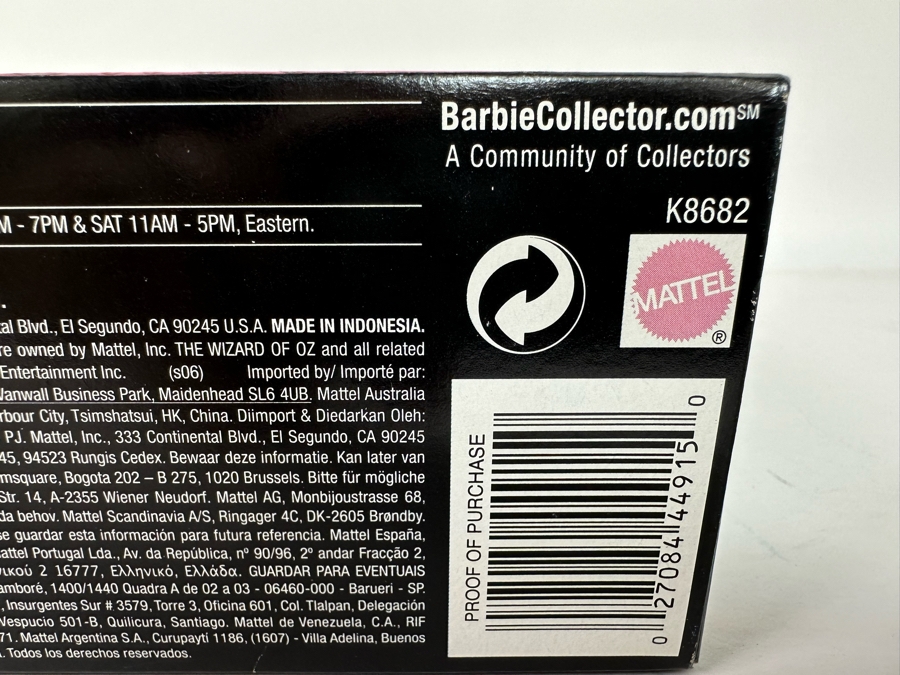 BarbieCollector.com℠
A Community of Collectors
K8682
M - 7PM & SAT 11AM - 5PM, Eastern.
MATTEL
®
.
tal Blvd., El Segundo, CA 90245 U.S.A. MADE IN INDONESIA.
re owned by Mattel, Inc. THE WIZARD OF OZ and all related
Entertainment Inc. (s06) Imported by/ Importé par:
Vanwall Business Park, Maidenhead SL6 4UB. Mattel Australia
rbour City, Tsimshatsui, HK, China. Diimport & Diedarkan Oleh:
PJ. Mattel, Inc., 333 Continental Blvd., El Segundo, CA 90245
45, 94523 Rungis Cedex. Bewaar deze informatie. Kan later van
msquare, Bogota 202 – B 275, 1020 Brussels. Bitte für mögliche
Str. 14, A-2355 Wiener Neudorf. Mattel AG, Monbijoustrasse 68,
da behov. Mattel Scandinavia A/S, Ringager 4C, DK-2605 Brøndby.
se guardar esta información para futura referencia. Mattel España,
attel Portugal Lda., Av. da República, nº 90/96, 2º andar Fracção 2,
νικού 2 16777, Ελληνικό, Ελλάδα. GUARDAR PARA EVENTUAIS
amboré, 1400/1440 Quadra A de 02 a 03 - 06460-000 - Barueri - SP.
, Insurgentes Sur # 3579, Torre 3, Oficina 601, Col. Tlalpan, Delegación
Vespucio 501-B, Quilicura, Santiago. Mattel de Venezuela, C.A., RIF
71. Mattel Argentina S.A., Curupayti 1186, (1607) - Villa Adelina, Buenos
. Todos los derechos reservados.
PROOF OF PURCHASE
0 27084 44915 0